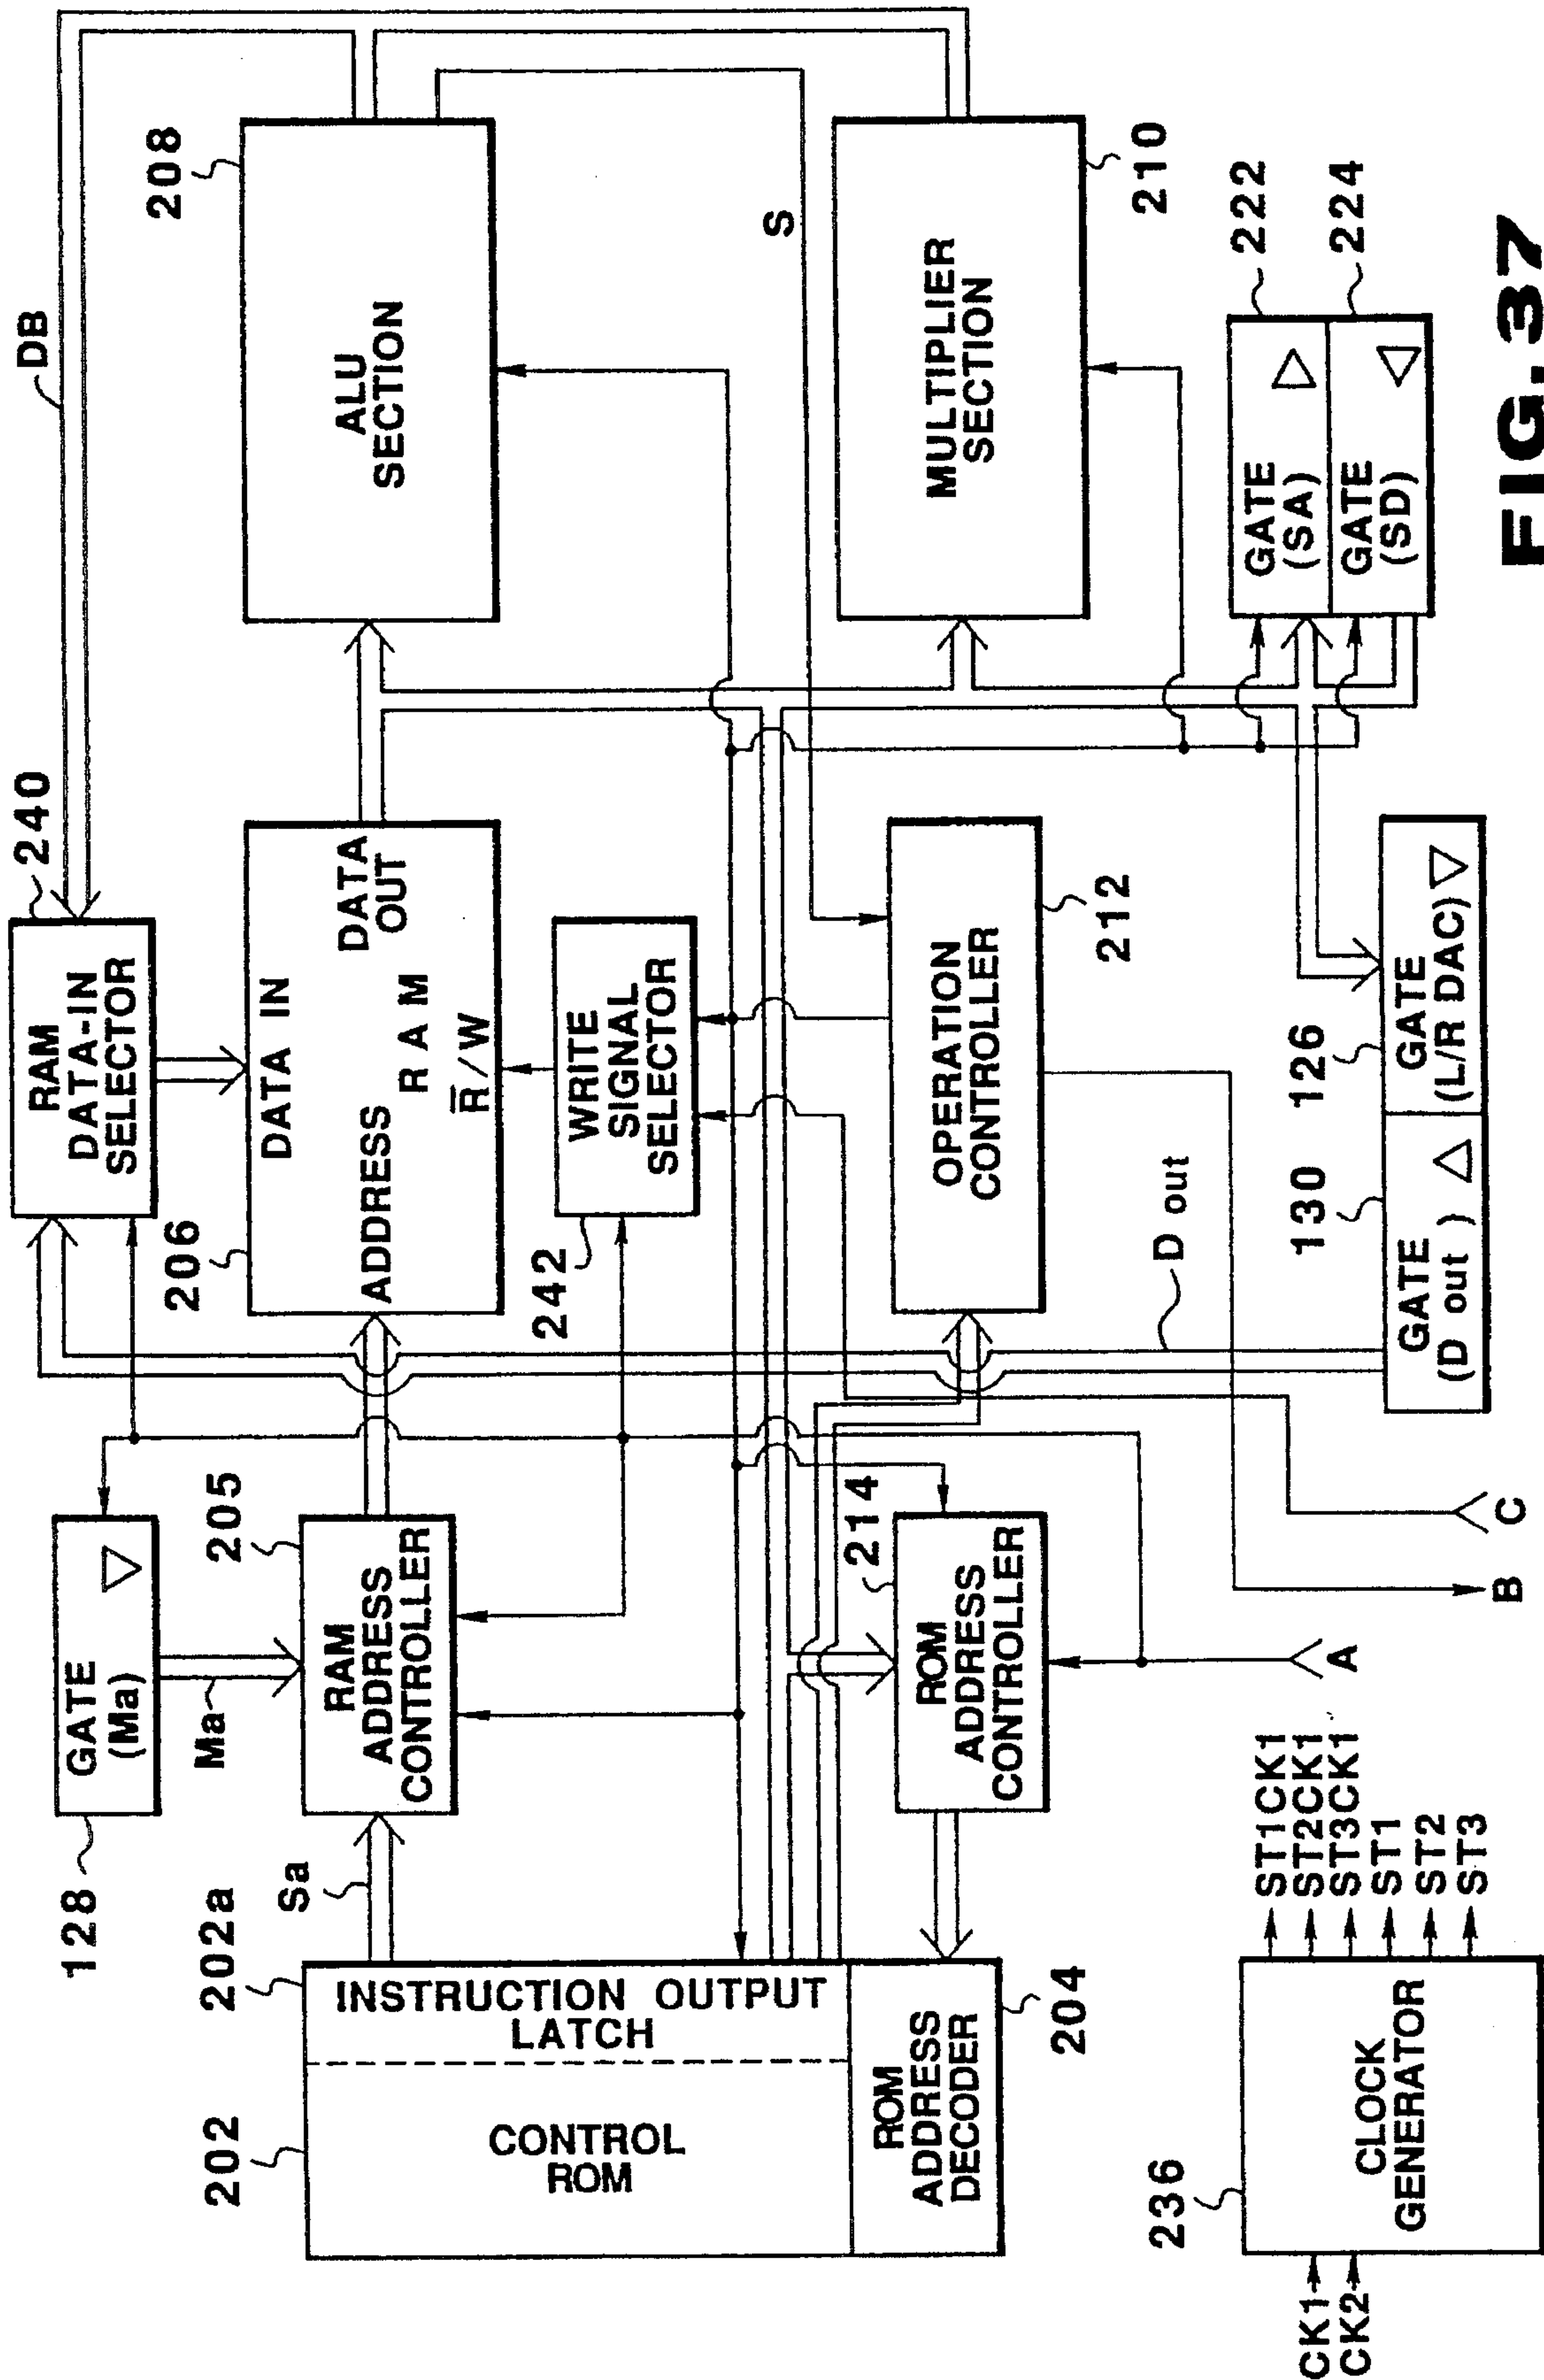 DB
240
RAM
DATA-IN
SELECTOR
128
GATE
(Ma)
Ma
205
RAM
ADDRESS
CONTROLLER
Sa
206
DATA IN
ADDRESS
DATA
OUT
R A M
R̅/W
208
ALU
SECTION
S
202
202a
INSTRUCTION OUTPUT
LATCH
CONTROL
ROM
ROM
ADDRESS
DECODER
204
214
ROM
ADDRESS
CONTROLLER
242
WRITE
SIGNAL
SELECTOR
OPERATION
CONTROLLER
212
MULTIPLIER
SECTION
210
236
CK1
CK2
CLOCK
GENERATOR
ST1CK1
ST2CK1
ST3CK1
ST1
ST2
ST3
A
B
C
D out
130
126
GATE
(D out)
GATE
(L/R DAC)
GATE
(SA)
222
GATE
(SD)
224
FIG. 37